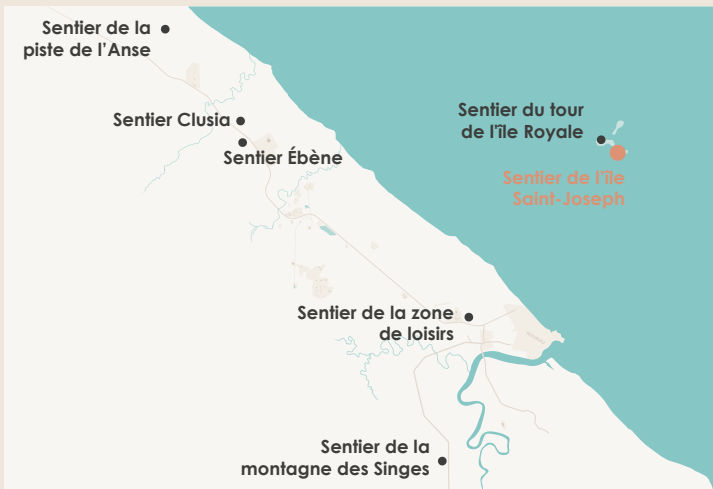 Sentier de la
piste de l'Anse
Sentier du tour
de l'île Royale
Sentier Clusia
Sentier Ébène
Sentier de l'île
Saint-Joseph
Sentier de la zone
de loisirs
Sentier de la
montagne des Singes